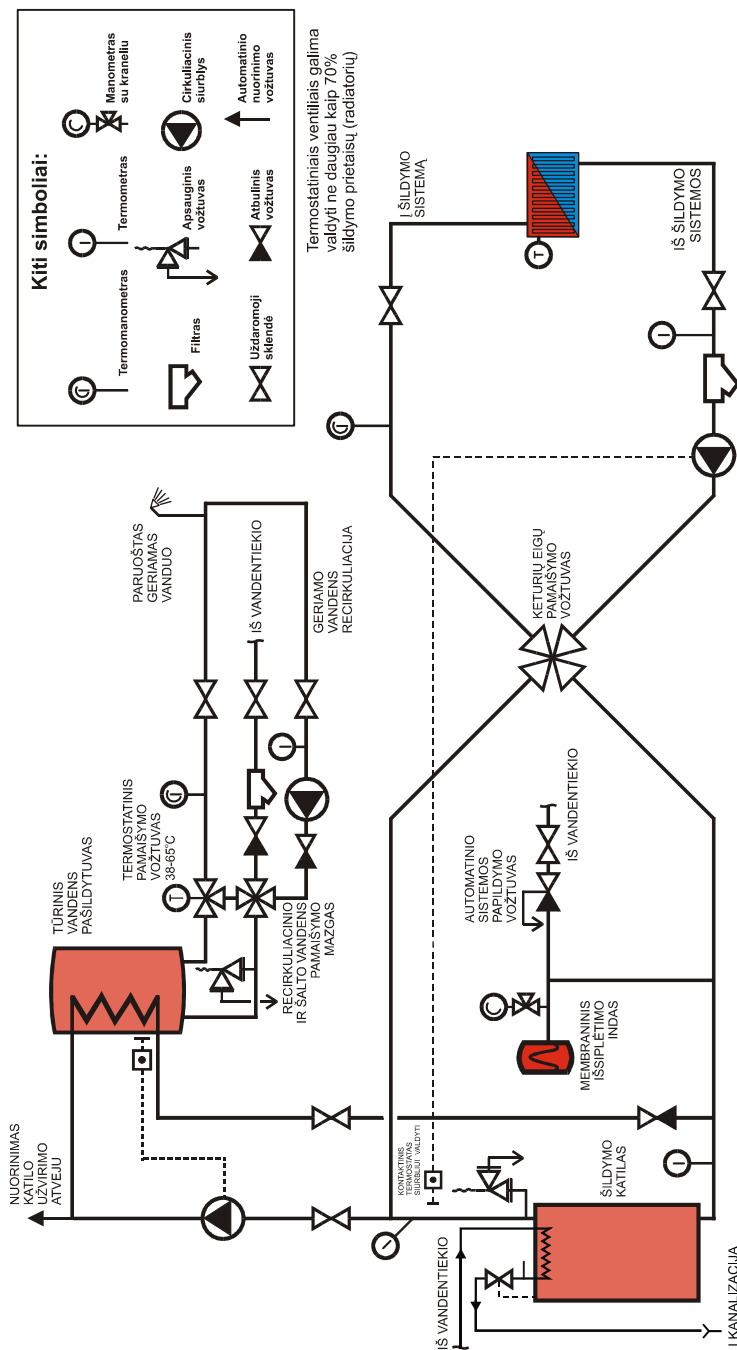 Kiti simboliai:
Termomanometras
Termometras
Manometras
su kraneliu
Filtras
Apsauginis
vožtuvas
Cirkuliacinis
siurblys
Uždaromoji
sklendė
Atbulinis
vožtuvas
Automatinio
nuorinimo
vožtuvas
Termostatiniais ventiliais galima
valdyti ne daugiau kaip 70%
šildymo prietaisų (radiatorių)
NUORINIMAS
KATILO
UŽVIRIMO
ATVEJU
TŪRINIS
VANDENS
PAŠILDYTUVAS
TERMOSTATINIS
PAMAIŠYMO
VOŽTUVAS
38-65°C
PARUOŠTAS
GERIAMAS
VANDUO
IŠ VANDENTIEKIO
GERIAMO
VANDENS
RECIRKULIACIJA
RECIRKULIACINIO
IR ŠALTO VANDENS
PAMAIŠYMO
MAZGAS
Į ŠILDYMO
SISTEMĄ
T
T
IŠ ŠILDYMO
SISTEMOS
KETURIŲ EIGŲ
PAMAIŠYMO
VOŽTUVAS
AUTOMATINIO
SISTEMOS
PAPILDYMO
VOŽTUVAS
IŠ VANDENTIEKIO
MEMBRANINIS
IŠSIPLĖTIMO
INDAS
KONTAKTINIS
TERMOSTATAS
SIURBLIUI VALDYTI
ŠILDYMO
KATILAS
IŠ VANDENTIEKIO
Į KANALIZACIJĄ